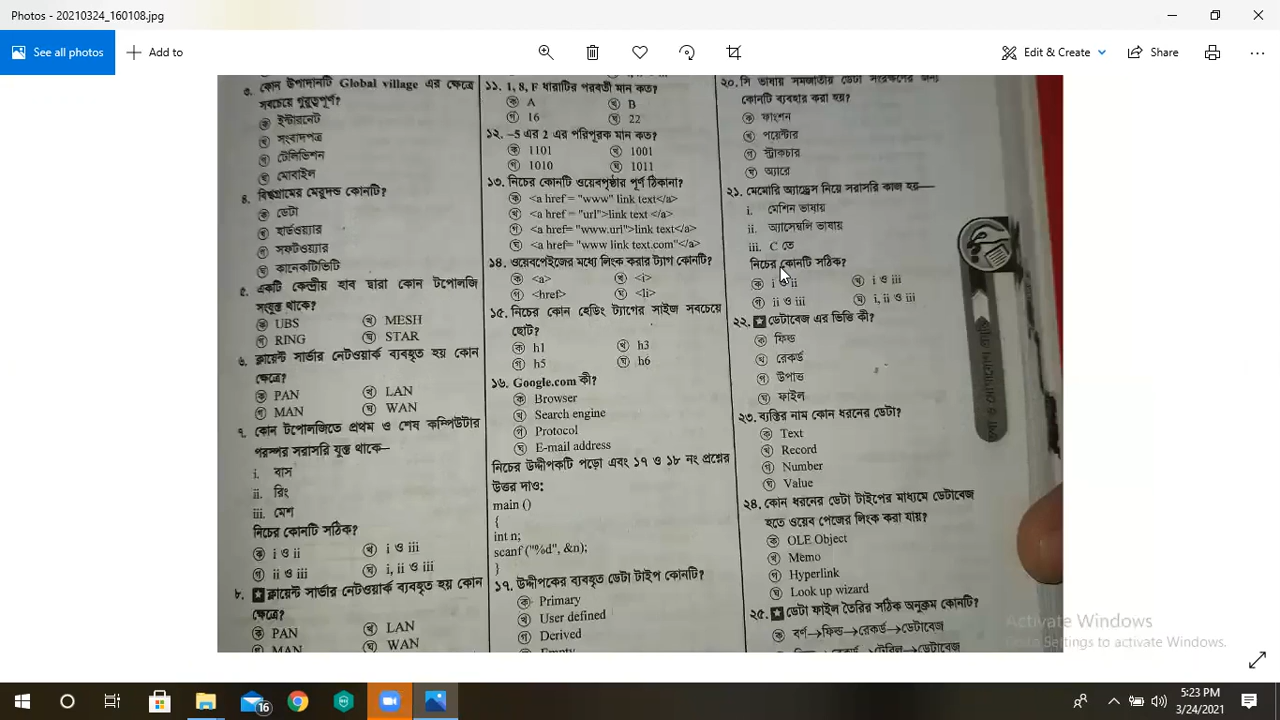 Photos - 20210324_160108.jpg
See all photos
Add to
Edit & Create
Share
৩. কোন উপাদানটি Global village এর ক্ষেত্রে
সবচেয়ে গুরুত্বপূর্ণ?
ক ইন্টারনেট
খ সংবাদপত্র
গ টেলিভিশন
ঘ মোবাইল
৪. বিশ্বগ্রামের মেরুদন্ড কোনটি?
ক ডেটা
খ হার্ডওয়্যার
গ সফটওয়্যার
ঘ কানেকটিভিটি
৫. একটি কেন্দ্রীয় হাব দ্বারা কোন টপোলজি
সংযুক্ত থাকে?
ক UBS খ MESH
গ RING ঘ STAR
৬. ক্লায়েন্ট সার্ভার নেটওয়ার্ক ব্যবহৃত হয় কোন
ক্ষেত্রে?
ক PAN খ LAN
গ MAN ঘ WAN
৭. কোন টপোলজিতে প্রথম ও শেষ কম্পিউটার
পরস্পর সরাসরি যুক্ত থাকে—
i. বাস
ii. রিং
iii. মেশ
নিচের কোনটি সঠিক?
ক i ও ii খ i ও iii
গ ii ও iii ঘ i, ii ও iii
৮. ক্লায়েন্ট সার্ভার নেটওয়ার্ক ব্যবহৃত হয় কোন
ক্ষেত্রে?
ক PAN খ LAN
গ MAN ঘ WAN
১১. 1, 8, F ধারাটির পরবর্তী মান কত?
ক A খ B
গ 16 ঘ 22
১২. –5 এর 2 এর পরিপূরক মান কত?
ক 1101 খ 1001
গ 1010 ঘ 1011
১৩. নিচের কোনটি ওয়েবপৃষ্ঠার পূর্ণ ঠিকানা?
ক <a href = "www" link text</a>
খ <a href = "url">link text </a>
গ <a href= "www.url">link text</a>
ঘ <a href= "www link text.com"</a>
১৪. ওয়েবপেইজের মধ্যে লিংক করার ট্যাগ কোনটি?
ক <a> খ <i>
গ <href> ঘ <li>
১৫. নিচের কোন হেডিং ট্যাগের সাইজ সবচেয়ে
ছোট?
ক h1 খ h3
গ h5 ঘ h6
১৬. Google.com কী?
ক Browser
খ Search engine
গ Protocol
ঘ E-mail address
নিচের উদ্দীপকটি পড়ো এবং ১৭ ও ১৮ নং প্রশ্নের
উত্তর দাও:
main ()
{
int n;
scanf ("%d", &n);
}
১৭. উদ্দীপকের ব্যবহৃত ডেটা টাইপ কোনটি?
ক Primary
খ User defined
গ Derived
২০. সি ভাষায় সমজাতীয় ডেটা সংরক্ষণের জন্য
কোনটি ব্যবহার করা হয়?
ক ফাংশন
খ পয়েন্টার
গ স্ট্রাকচার
ঘ অ্যারে
২১. মেমোরি অ্যাড্রেস নিয়ে সরাসরি কাজ হয়—
i. মেশিন ভাষায়
ii. অ্যাসেম্বলি ভাষায়
iii. C তে
নিচের কোনটি সঠিক?
ক i ও ii খ i ও iii
গ ii ও iii ঘ i, ii ও iii
২২. ডেটাবেজ এর ভিত্তি কী?
ক ফিল্ড
খ রেকর্ড
গ উপাত্ত
ঘ ফাইল
২৩. ব্যক্তির নাম কোন ধরনের ডেটা?
ক Text
খ Record
গ Number
ঘ Value
২৪. কোন ধরনের ডেটা টাইপের মাধ্যমে ডেটাবেজ
হতে ওয়েব পেজের লিংক করা যায়?
ক OLE Object
খ Memo
গ Hyperlink
ঘ Look up wizard
২৫. ডেটা ফাইল তৈরির সঠিক অনুক্রম কোনটি?
ক বর্ণ→ফিল্ড→রেকর্ড→ডেটাবেজ
Activate Windows
Go to Settings to activate Windows.
16
5:23 PM
3/24/2021